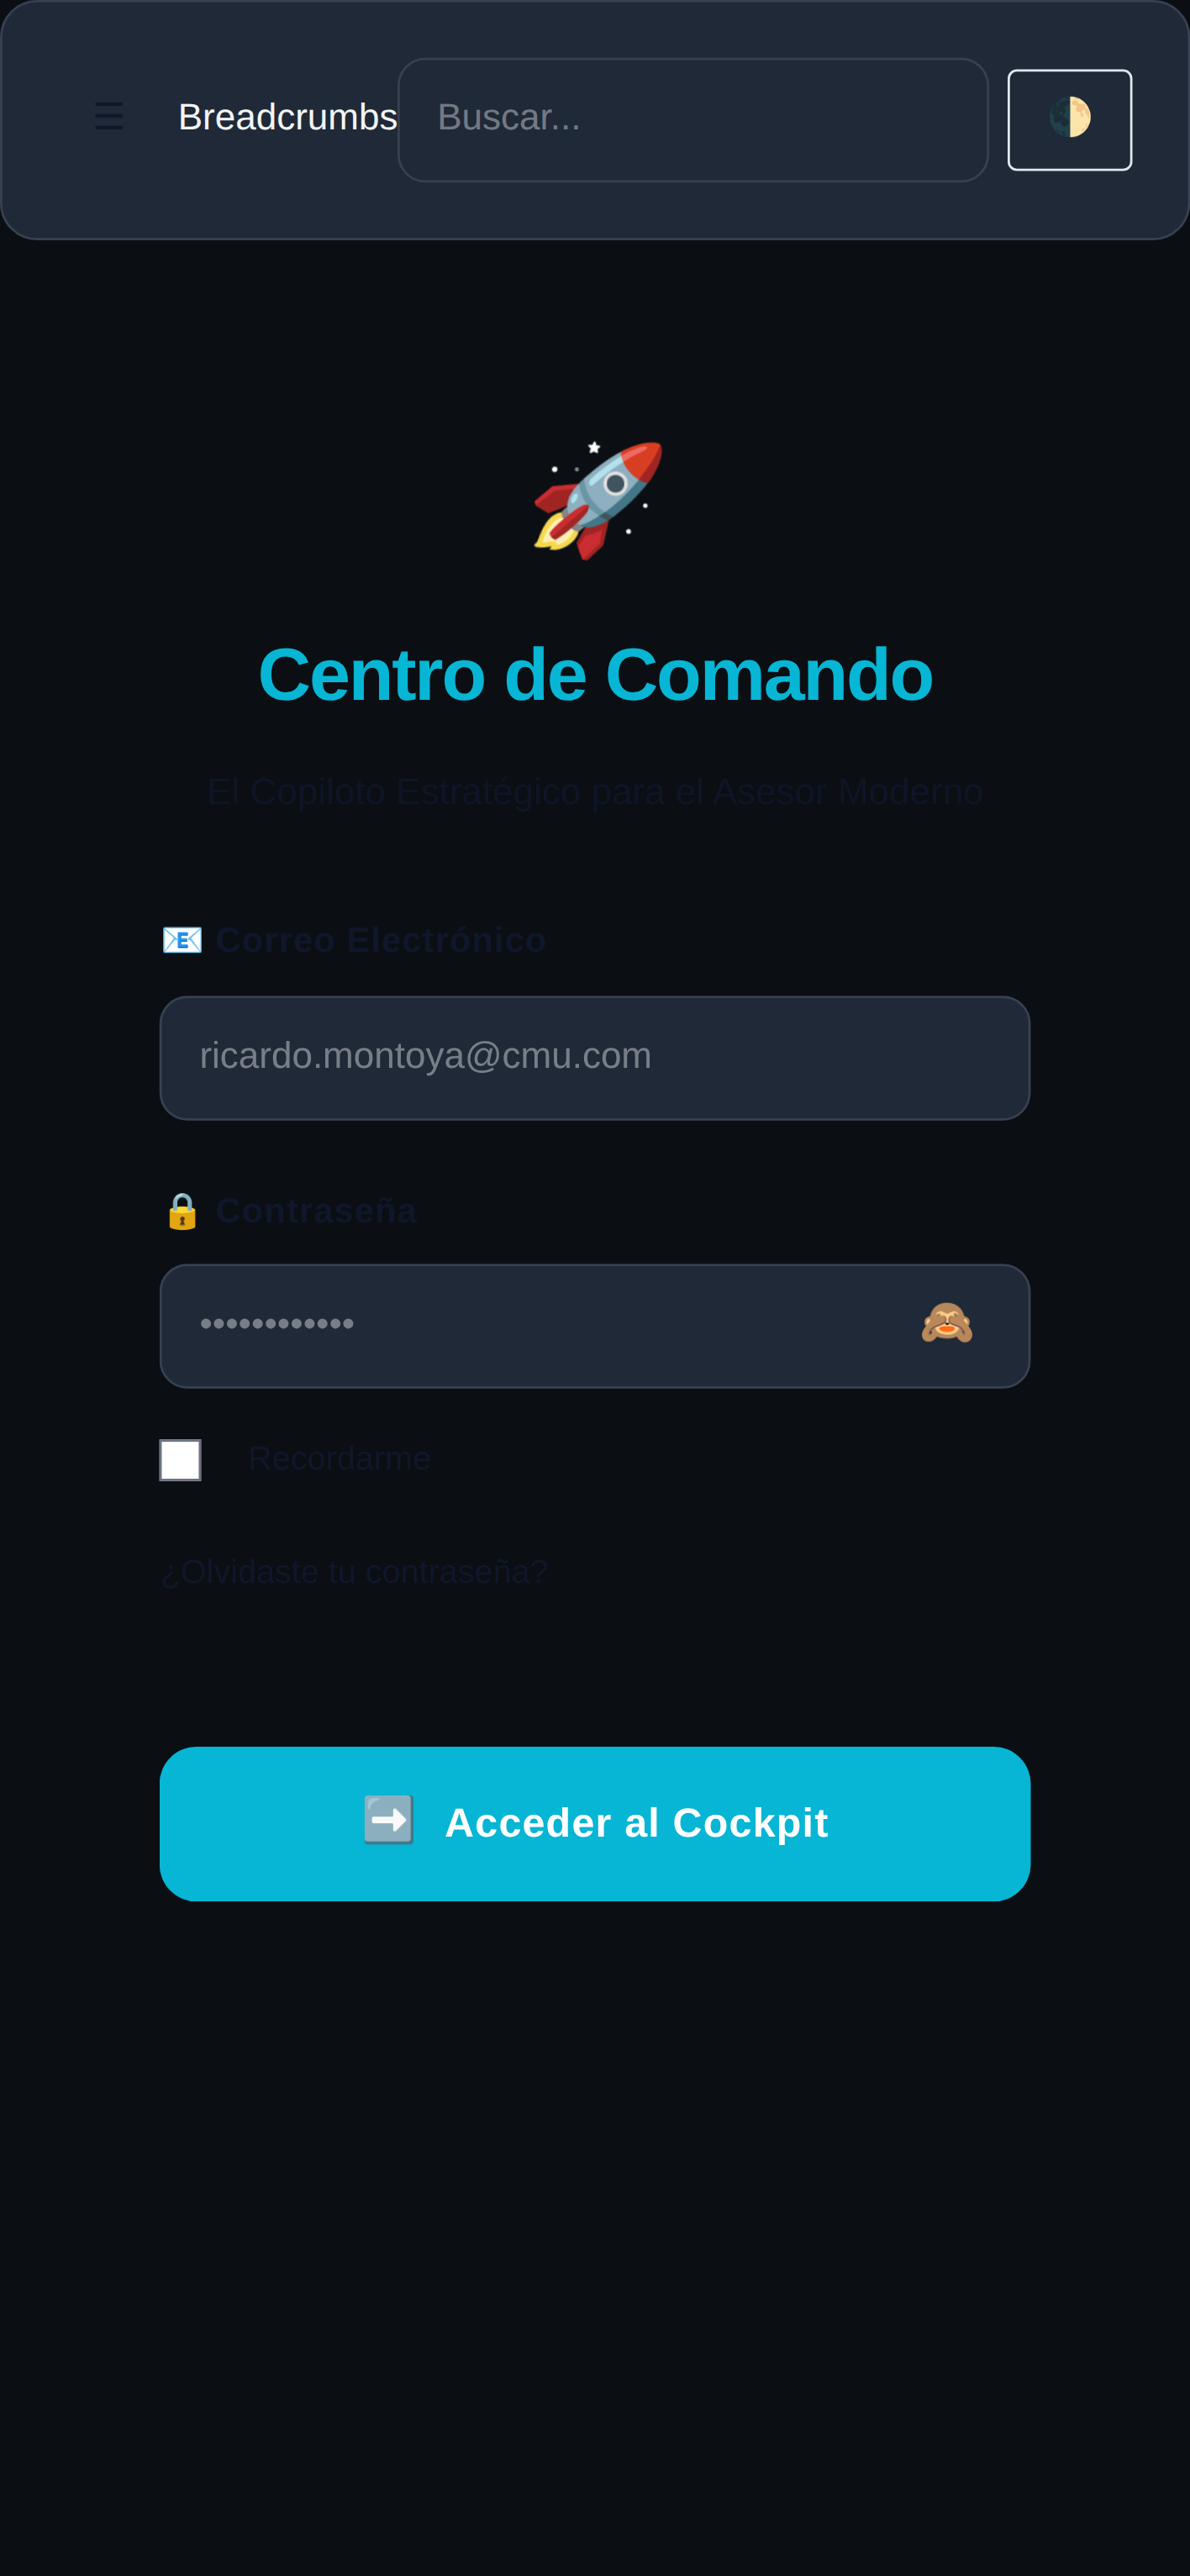 ☰ Breadcrumbs Buscar...
Centro de Comando
El Copiloto Estratégico para el Asesor Moderno
📧 Correo Electrónico
ricardo.montoya@cmu.com
🔒 Contraseña
••••••••••••
Recordarme
¿Olvidaste tu contraseña?
➡️ Acceder al Cockpit